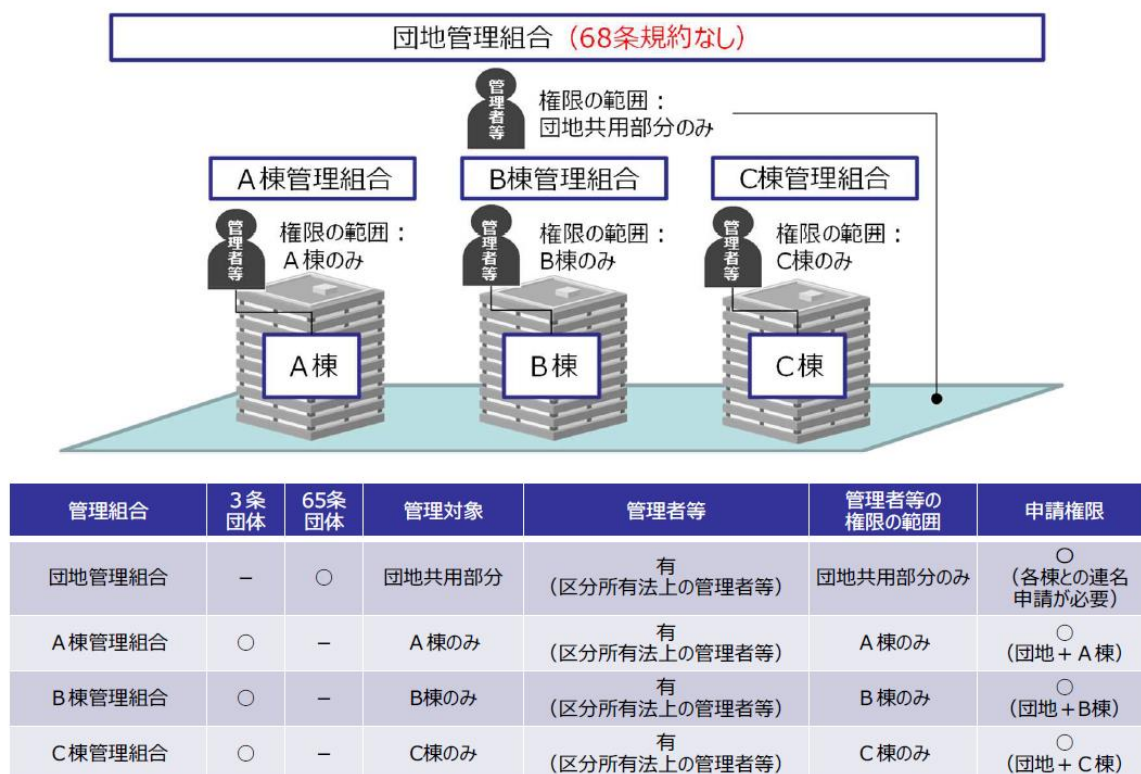 団地管理組合（68条規約なし）
管理者等
権限の範囲：
団地共用部分のみ
A棟管理組合
B棟管理組合
C棟管理組合
管理者等
権限の範囲：
A棟のみ
管理者等
権限の範囲：
B棟のみ
管理者等
権限の範囲：
C棟のみ
A棟
B棟
C棟
管理組合 3条団体 65条団体 管理対象 管理者等 管理者等の権限の範囲 申請権限
団地管理組合 － ○ 団地共用部分 有（区分所有法上の管理者等） 団地共用部分のみ ○（各棟との連名申請が必要）
A棟管理組合 ○ － A棟のみ 有（区分所有法上の管理者等） A棟のみ ○（団地＋A棟）
B棟管理組合 ○ － B棟のみ 有（区分所有法上の管理者等） B棟のみ ○（団地+B棟）
C棟管理組合 ○ － C棟のみ 有（区分所有法上の管理者等） C棟のみ ○（団地＋C棟）